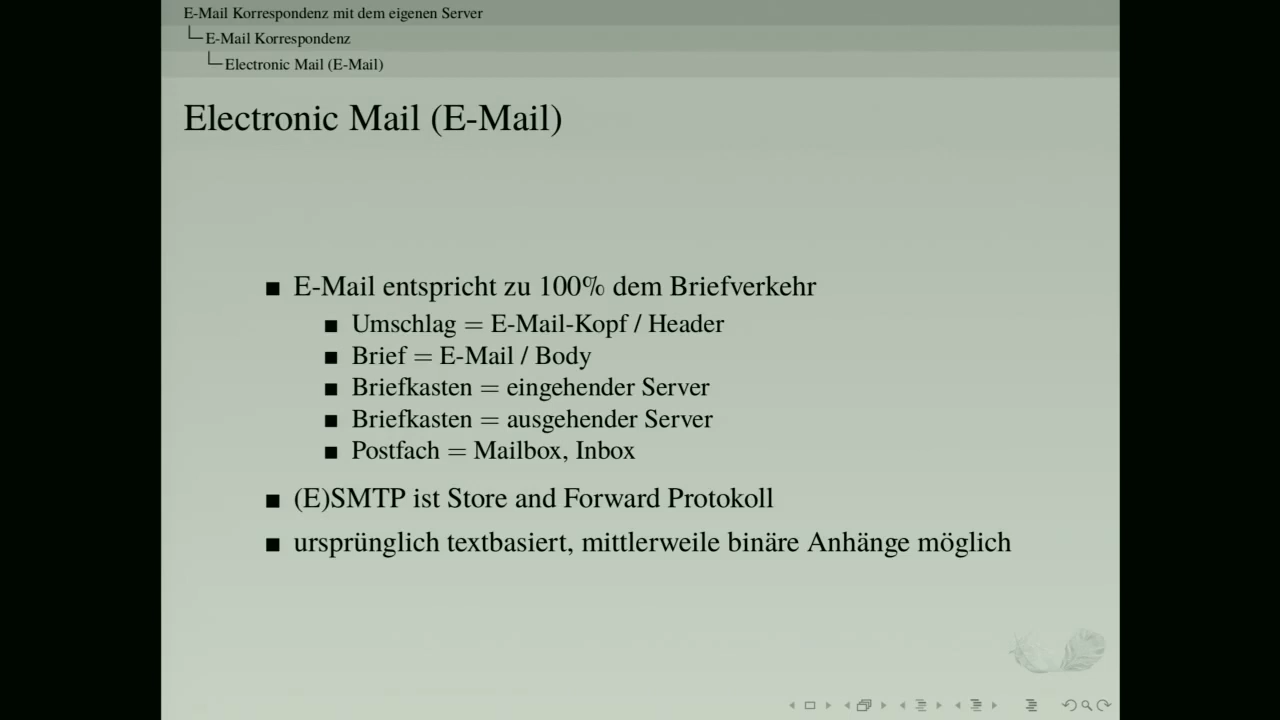 E-Mail Korrespondenz mit dem eigenen Server
E-Mail Korrespondenz
Electronic Mail (E-Mail)
Electronic Mail (E-Mail)
E-Mail entspricht zu 100% dem Briefverkehr
Umschlag = E-Mail-Kopf / Header
Brief = E-Mail / Body
Briefkasten = eingehender Server
Briefkasten = ausgehender Server
Postfach = Mailbox, Inbox
(E)SMTP ist Store and Forward Protokoll
ursprünglich textbasiert, mittlerweile binäre Anhänge möglich